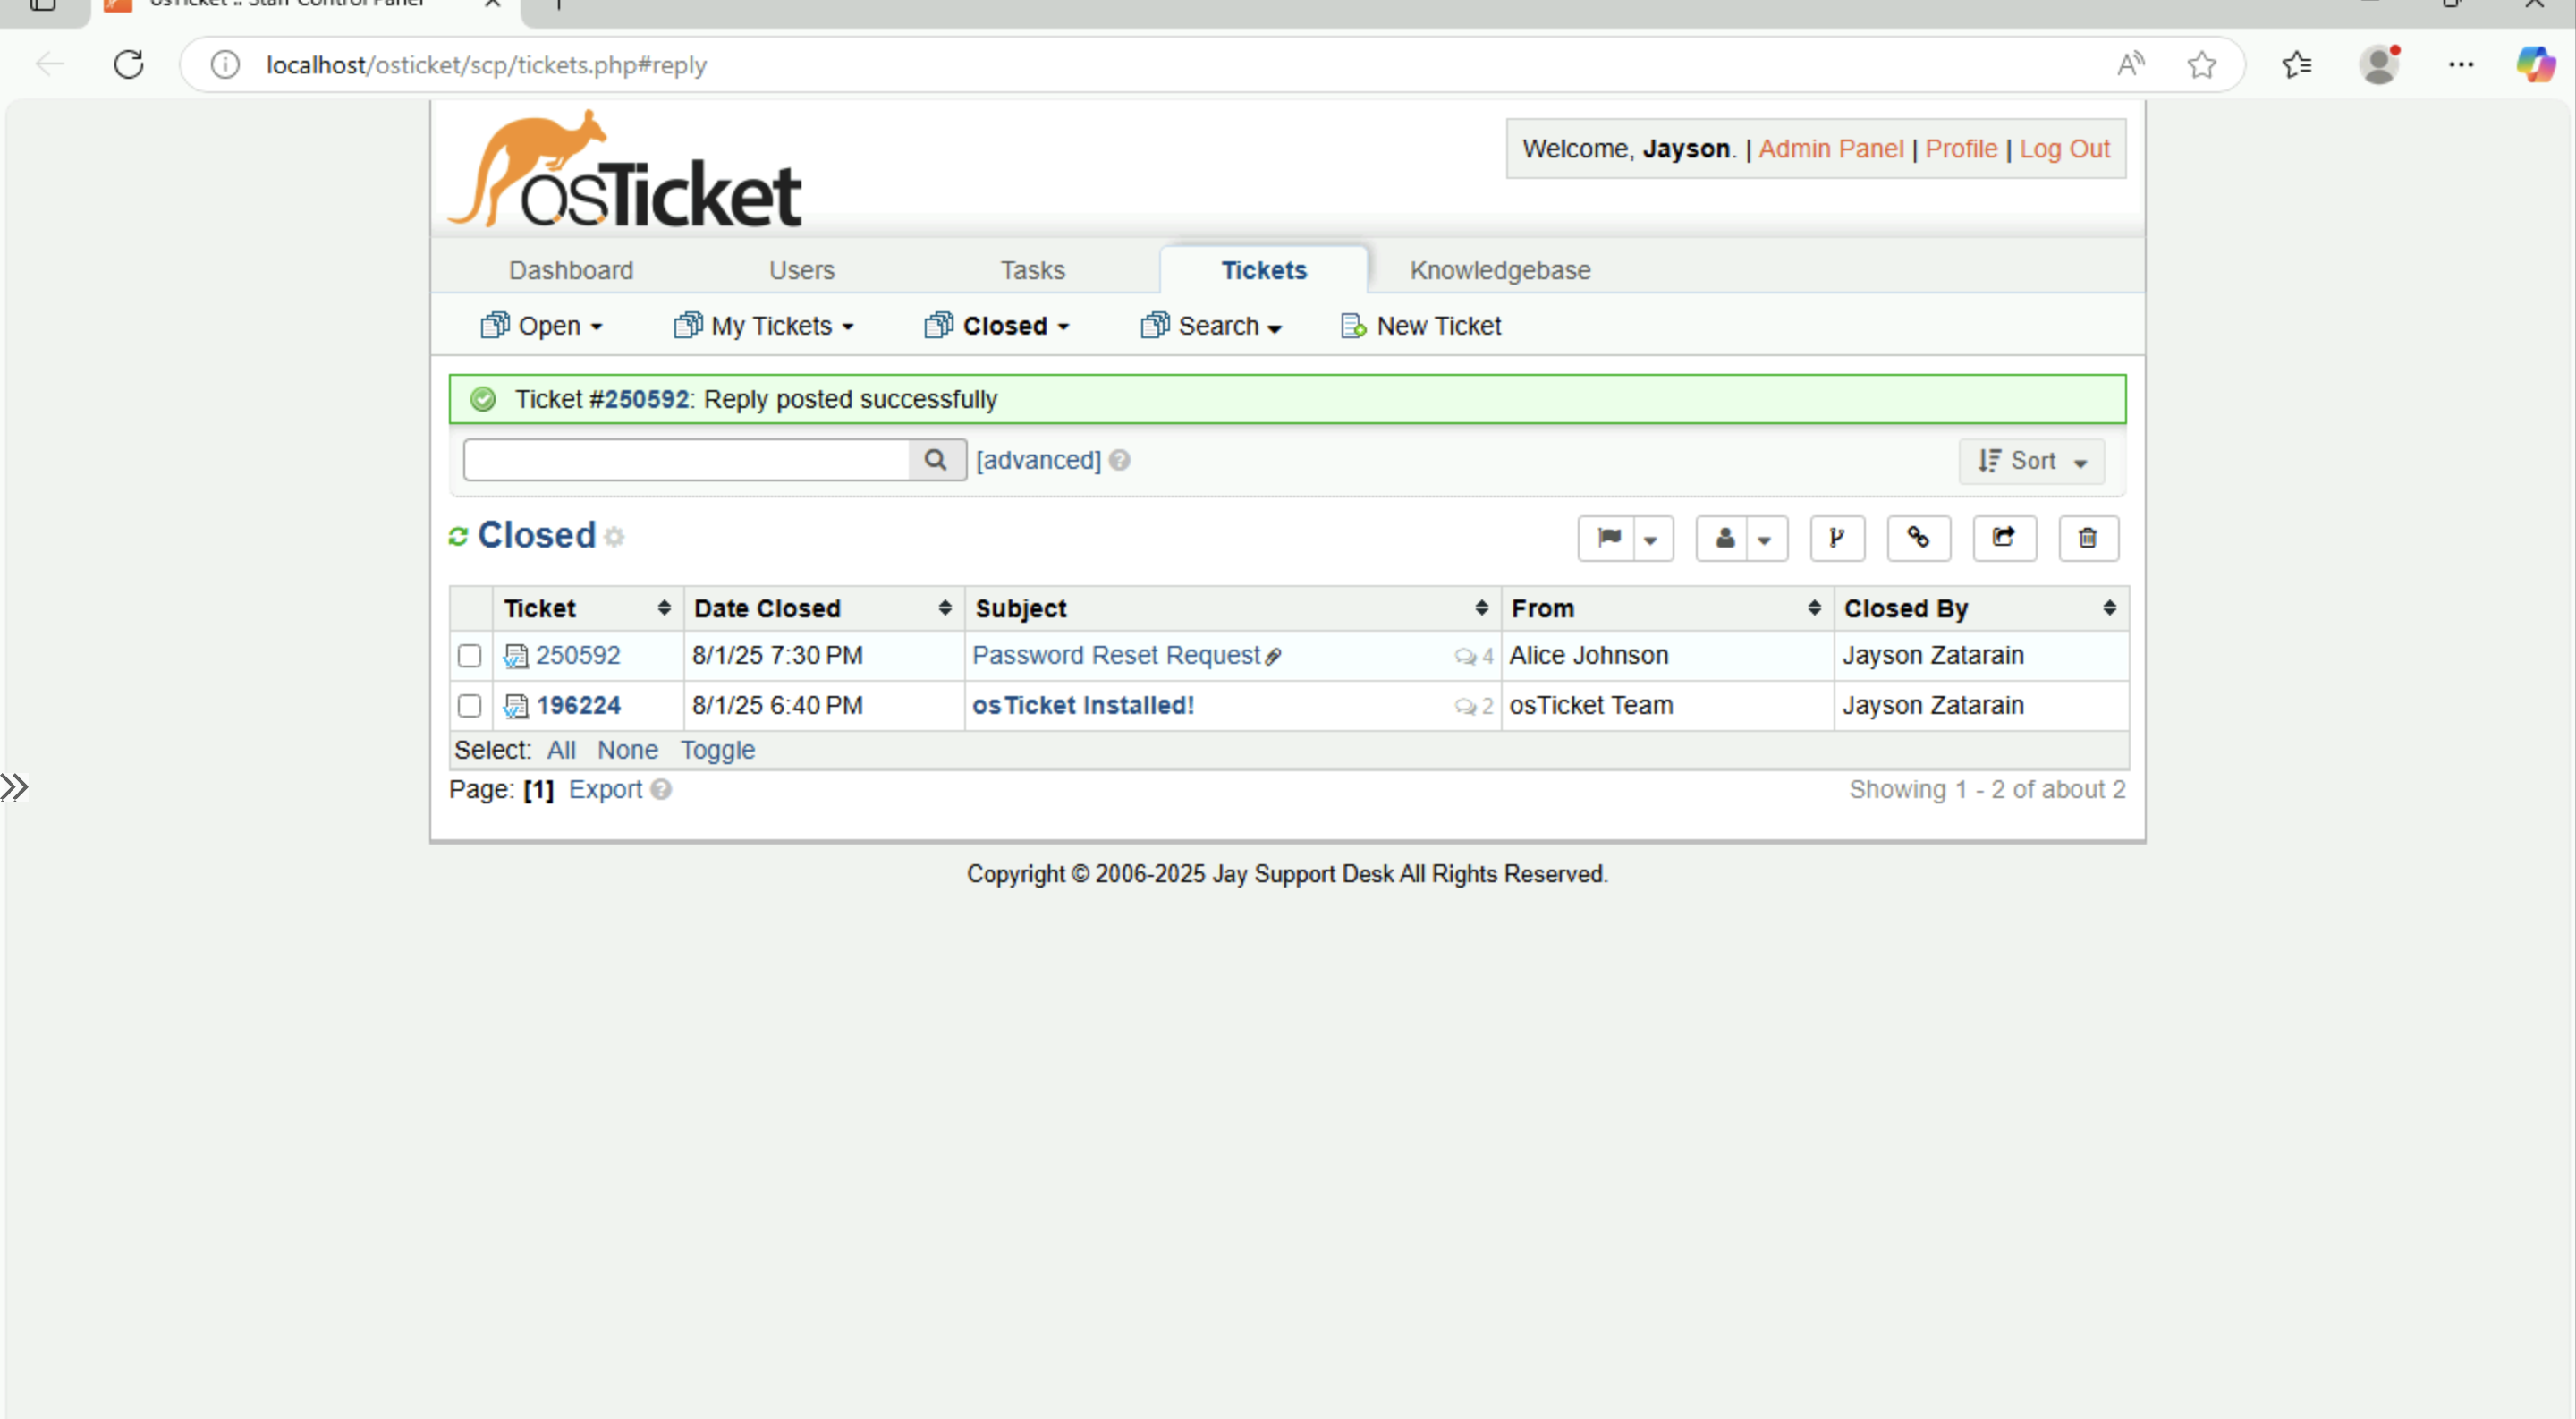 osTicket :: Staff Control Panel
localhost/osticket/scp/tickets.php#reply
osTicket
Welcome, Jayson. | Admin Panel | Profile | Log Out
Dashboard Users Tasks Tickets Knowledgebase
Open My Tickets Closed Search New Ticket
Ticket #250592: Reply posted successfully
[advanced] Sort
Closed
Ticket Date Closed Subject From Closed By
250592 8/1/25 7:30 PM Password Reset Request 4 Alice Johnson Jayson Zatarain
196224 8/1/25 6:40 PM osTicket Installed! 2 osTicket Team Jayson Zatarain
Select: All None Toggle
Page: [1] Export Showing 1 - 2 of about 2
Copyright © 2006-2025 Jay Support Desk All Rights Reserved.